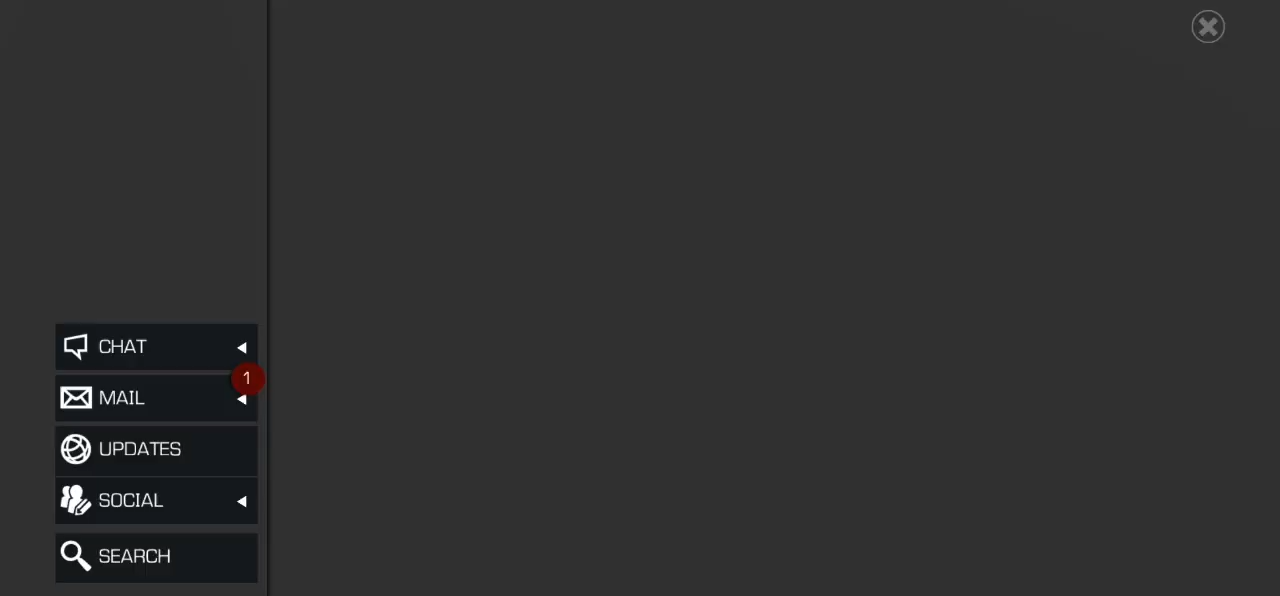 CHAT
1
MAIL
UPDATES
SOCIAL
SEARCH